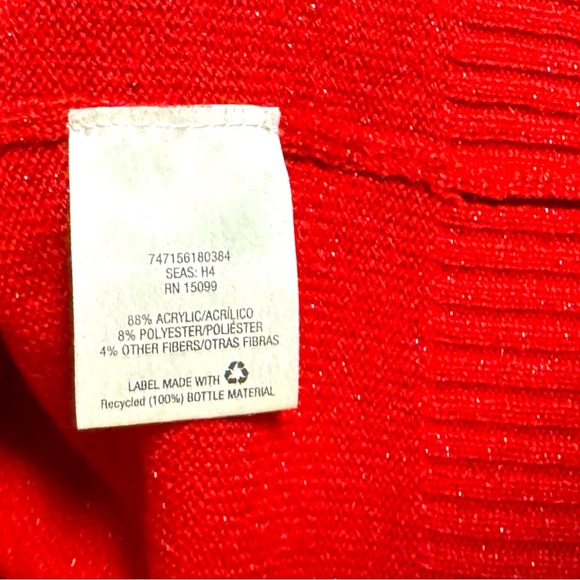 747156180384
SEAS: H4
RN 15099
88% ACRYLIC/ACRÍLICO
8% POLYESTER/POLIÉSTER
4% OTHER FIBERS/OTRAS FIBRAS
LABEL MADE WITH
Recycled (100%) BOTTLE MATERIAL